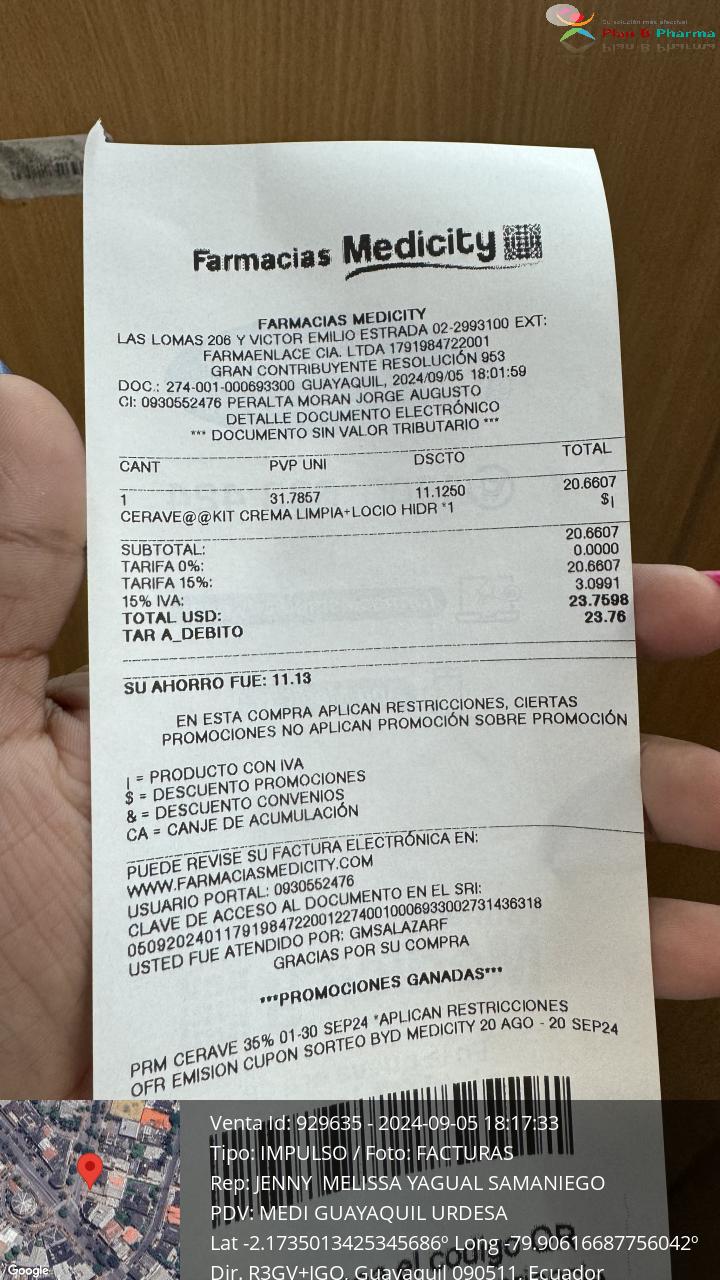 Su solución más efectiva!
Plan B Pharma
Farmacias Medicity
FARMACIAS MEDICITY
LAS LOMAS 206 Y VICTOR EMILIO ESTRADA 02-2993100 EXT:
FARMAENLACE CIA. LTDA 1791984722001
GRAN CONTRIBUYENTE RESOLUCIÓN 953
DOC.: 274-001-000693300 GUAYAQUIL, 2024/09/05 18:01:59
CI: 0930552476 PERALTA MORAN JORGE AUGUSTO
DETALLE DOCUMENTO ELECTRÓNICO
*** DOCUMENTO SIN VALOR TRIBUTARIO ***
CANT PVP UNI DSCTO TOTAL
1 31.7857 11.1250 20.6607
CERAVE@@KIT CREMA LIMPIA+LOCIO HIDR *1 $|
SUBTOTAL: 20.6607
TARIFA 0%: 0.0000
TARIFA 15%: 20.6607
15% IVA: 3.0991
TOTAL USD: 23.7598
TAR A_DEBITO 23.76
SU AHORRO FUE: 11.13
EN ESTA COMPRA APLICAN RESTRICCIONES, CIERTAS
PROMOCIONES NO APLICAN PROMOCIÓN SOBRE PROMOCIÓN
| = PRODUCTO CON IVA
$ = DESCUENTO PROMOCIONES
& = DESCUENTO CONVENIOS
CA = CANJE DE ACUMULACIÓN
PUEDE REVISE SU FACTURA ELECTRÓNICA EN:
WWW.FARMACIASMEDICITY.COM
USUARIO PORTAL: 0930552476
CLAVE DE ACCESO AL DOCUMENTO EN EL SRI:
0509202401179198472200122740010006933002731436318
USTED FUE ATENDIDO POR: GMSALAZARF
GRACIAS POR SU COMPRA
***PROMOCIONES GANADAS***
PRM CERAVE 35% 01-30 SEP24 *APLICAN RESTRICCIONES
OFR EMISION CUPON SORTEO BYD MEDICITY 20 AGO - 20 SEP24
Venta Id: 929635 - 2024-09-05 18:17:33
Tipo: IMPULSO / Foto: FACTURAS
Rep: JENNY MELISSA YAGUAL SAMANIEGO
PDV: MEDI GUAYAQUIL URDESA
el codigo QR
Lat -2.1735013425345686º Long -79.90616687756042º
Dir. R3GV+JGQ, Guayaquil 090511, Ecuador
Google